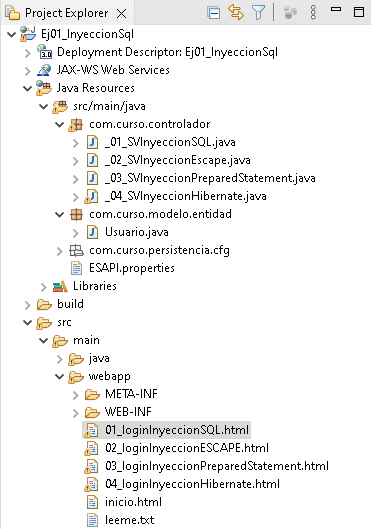 Project Explorer
Ej01_InyeccionSql
3.0 Deployment Descriptor: Ej01_InyeccionSql
JAX-WS Web Services
Java Resources
src/main/java
com.curso.controlador
_01_SVInyeccionSQL.java
_02_SVInyeccionEscape.java
_03_SVInyeccionPreparedStatement.java
_04_SVInyeccionHibernate.java
com.curso.modelo.entidad
Usuario.java
com.curso.persistencia.cfg
ESAPI.properties
Libraries
build
src
main
java
webapp
META-INF
WEB-INF
01_loginInyeccionSQL.html
02_loginInyeccionESCAPE.html
03_loginInyeccionPreparedStatement.html
04_loginInyeccionHibernate.html
inicio.html
leeme.txt